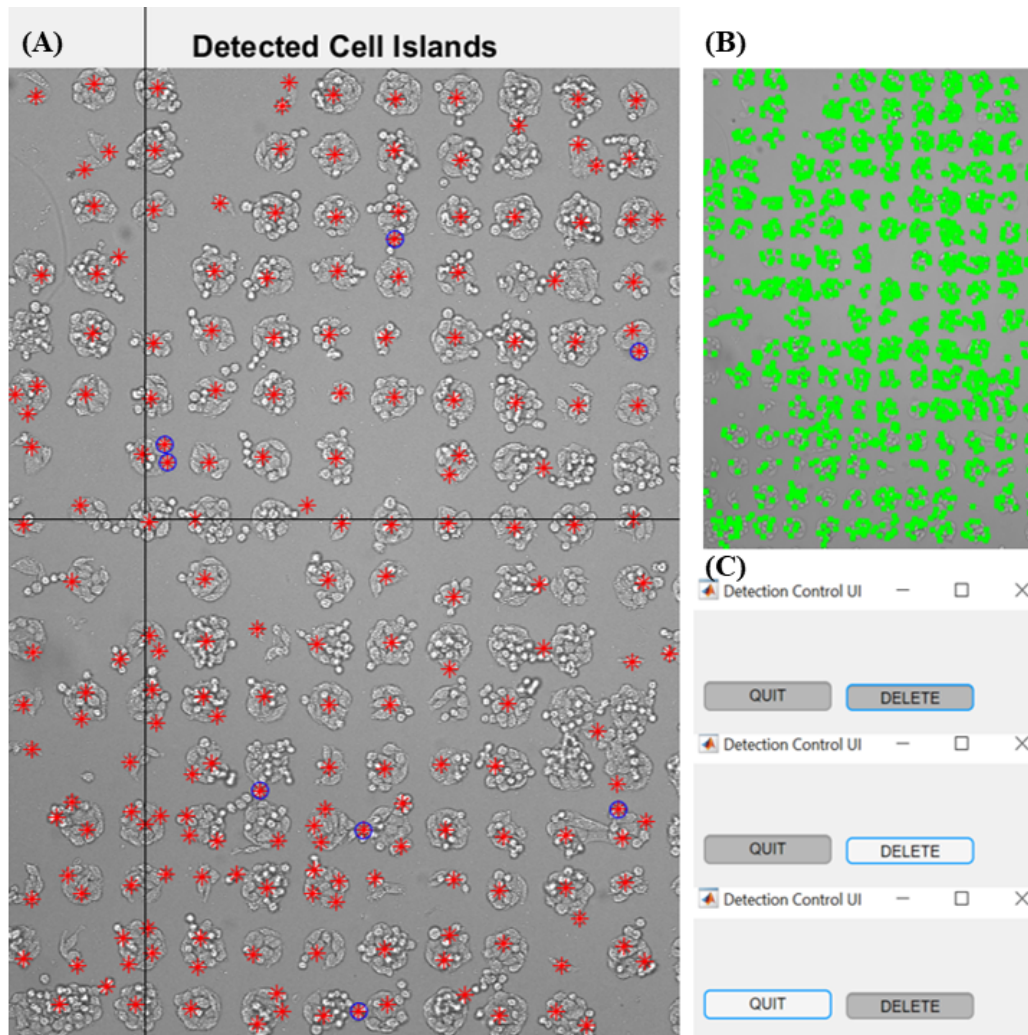 (A)
Detected Cell Islands
(B)
(C)
Detection Control UI
QUIT
DELETE
Detection Control UI
QUIT
DELETE
Detection Control UI
QUIT
DELETE